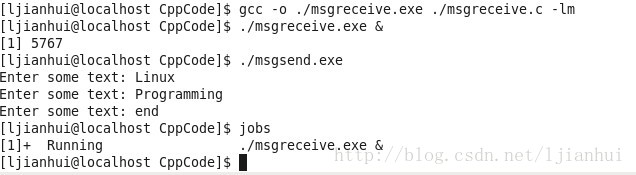 [ljianhui@localhost CppCode]$ gcc -o ./msgreceive.exe ./msgreceive.c -lm
[ljianhui@localhost CppCode]$ ./msgreceive.exe &
[1] 5767
[ljianhui@localhost CppCode]$ ./msgsend.exe
Enter some text: Linux
Enter some text: Programming
Enter some text: end
[ljianhui@localhost CppCode]$ jobs
[1]+  Running                 ./msgreceive.exe &
[ljianhui@localhost CppCode]$
http://blog.csdn.net/ljianhui